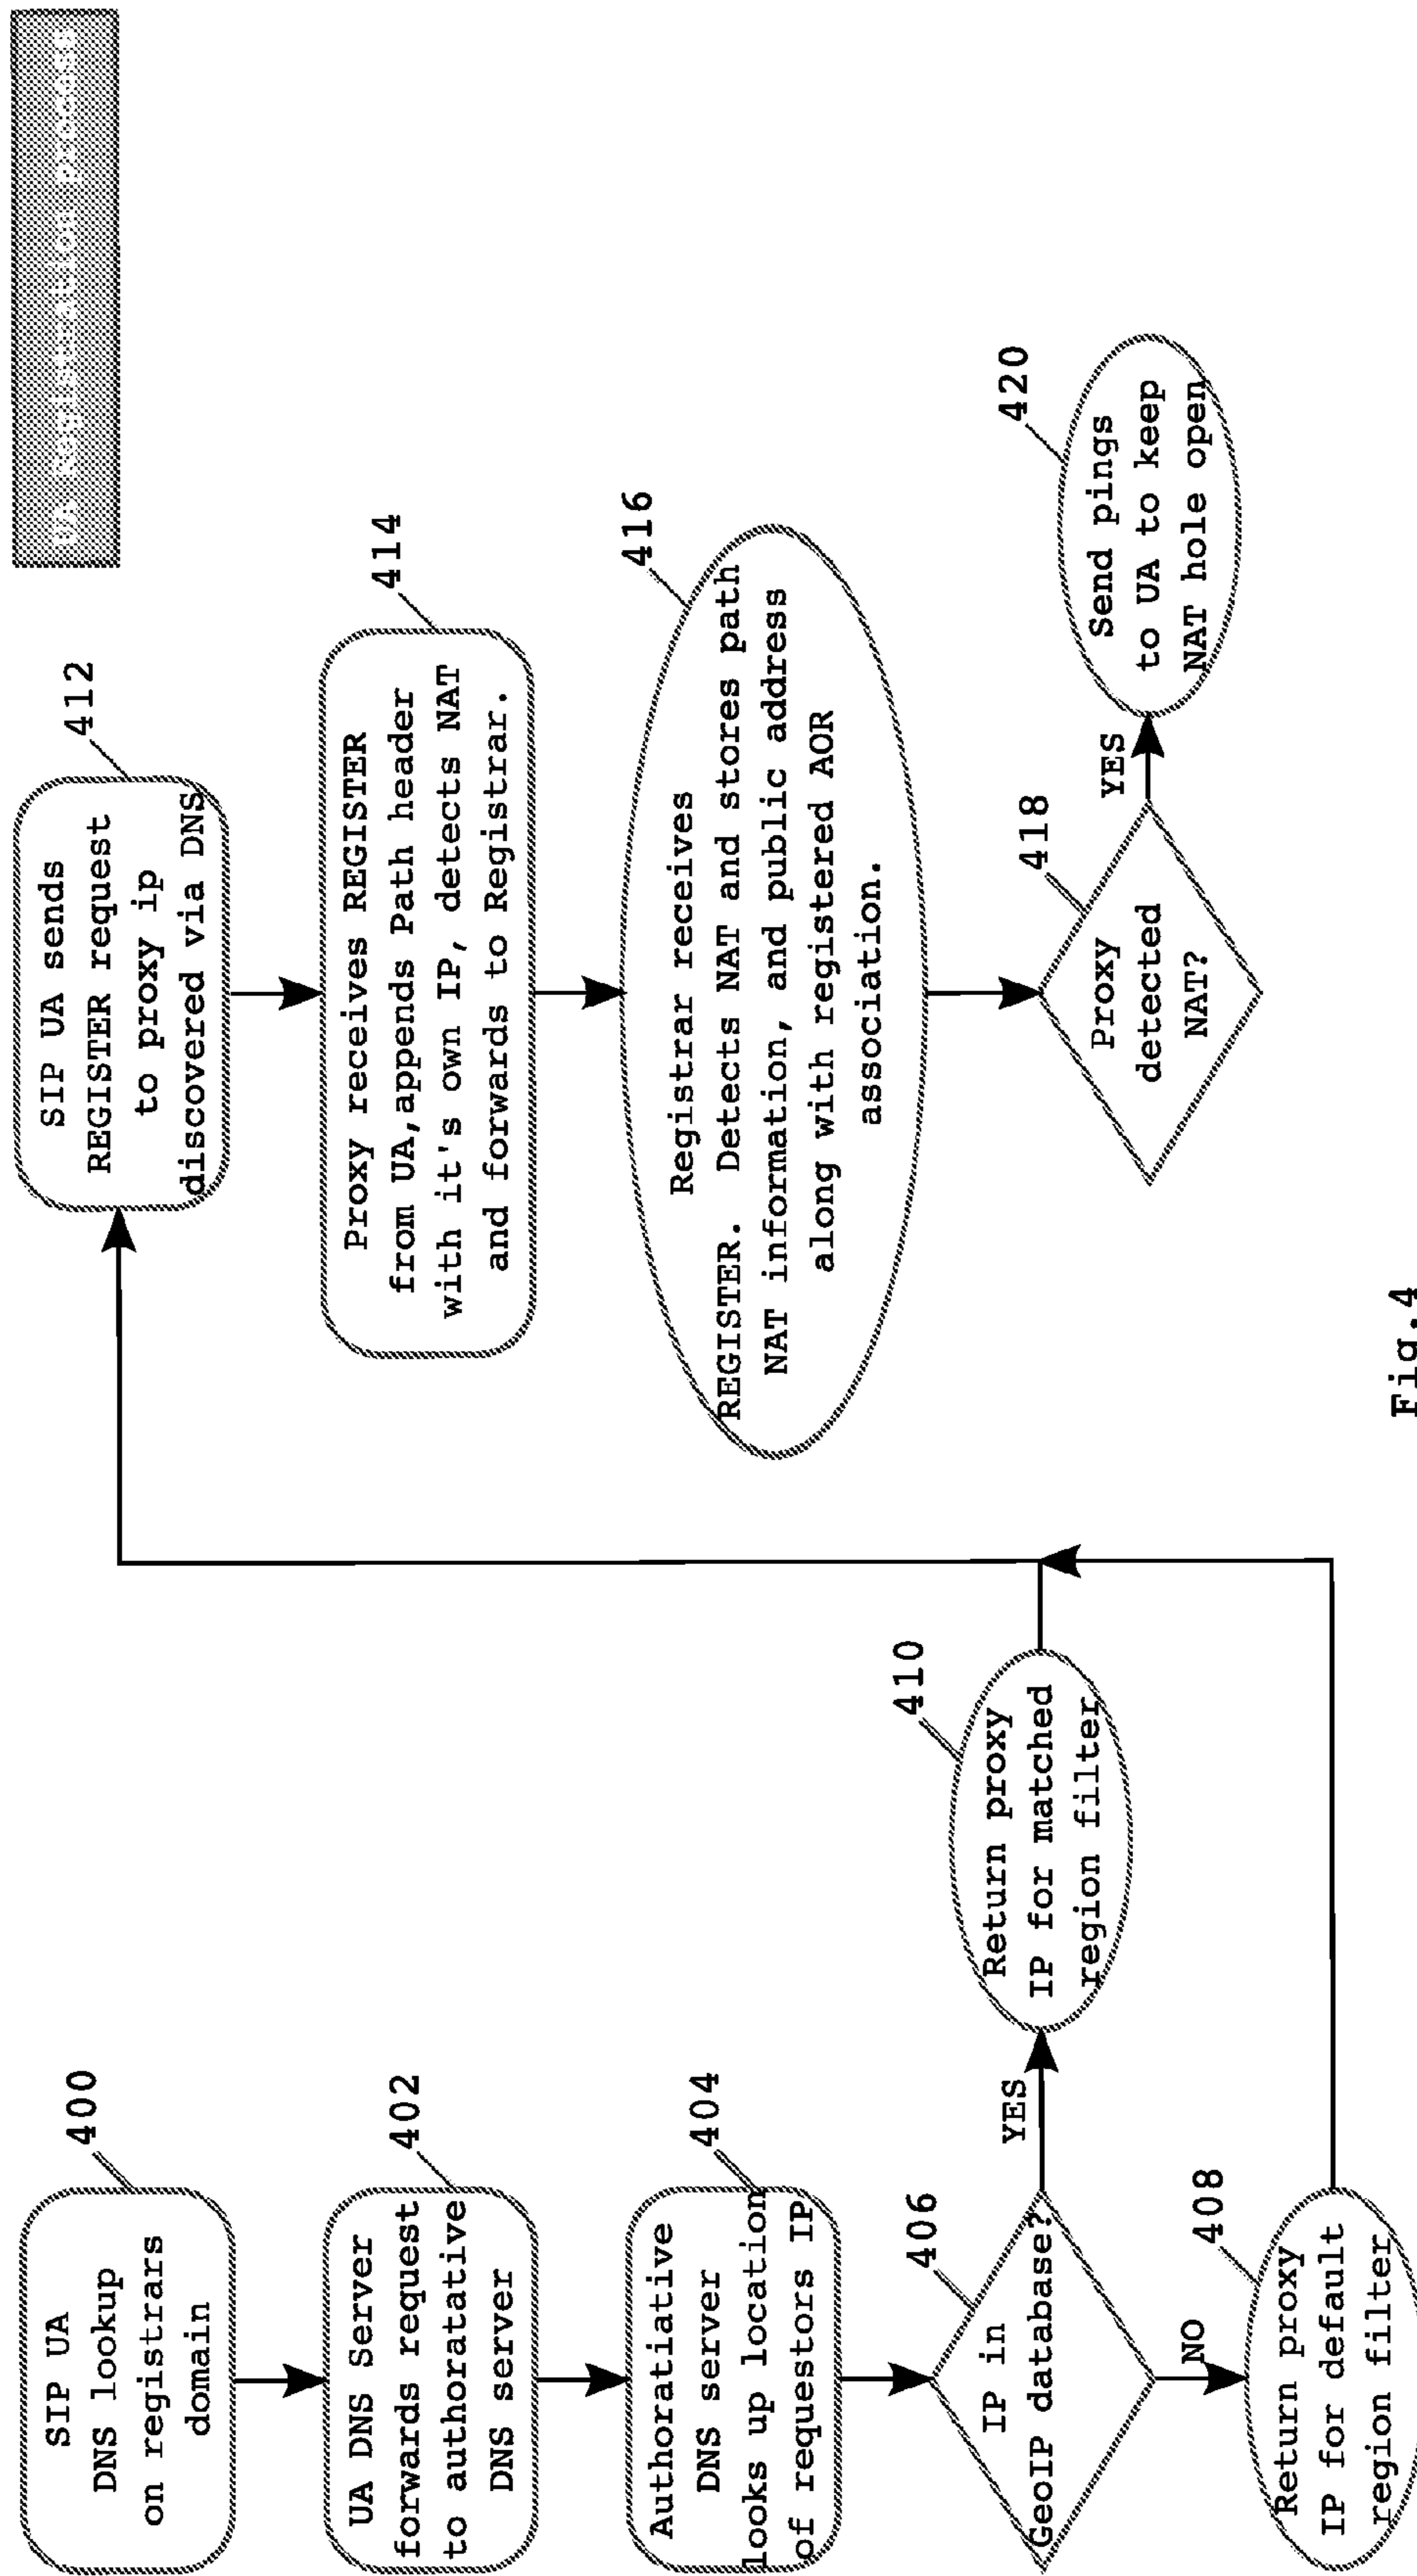 UA Registration process
400
SIP UA
DNS lookup
on registrars
domain
402
UA DNS Server
forwards request
to authoratative
DNS server
404
Authoratiative
DNS server
looks up location
of requestors IP
406
IP in
GeoIP database?
YES
NO
408
Return proxy
IP for default
region filter
410
Return proxy
IP for matched
region filter
412
SIP UA sends
REGISTER request
to proxy ip
discovered via DNS
414
Proxy receives REGISTER
from UA,appends Path header
with it's own IP, detects NAT
and forwards to Registrar.
416
Registrar receives
REGISTER. Detects NAT and stores path
NAT information, and public address
along with registered AOR
association.
418
Proxy
detected
NAT?
YES
420
Send pings
to UA to keep
NAT hole open
Fig.4